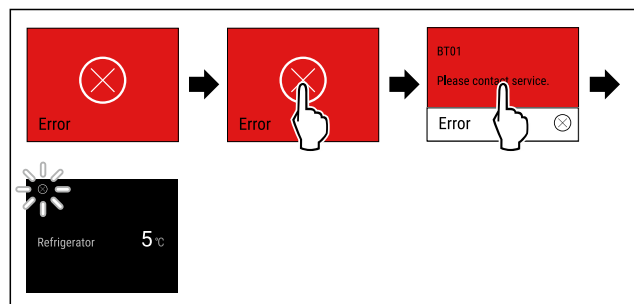 Error
Error
BT01
Please contact service.
Error
Refrigerator 5 °C